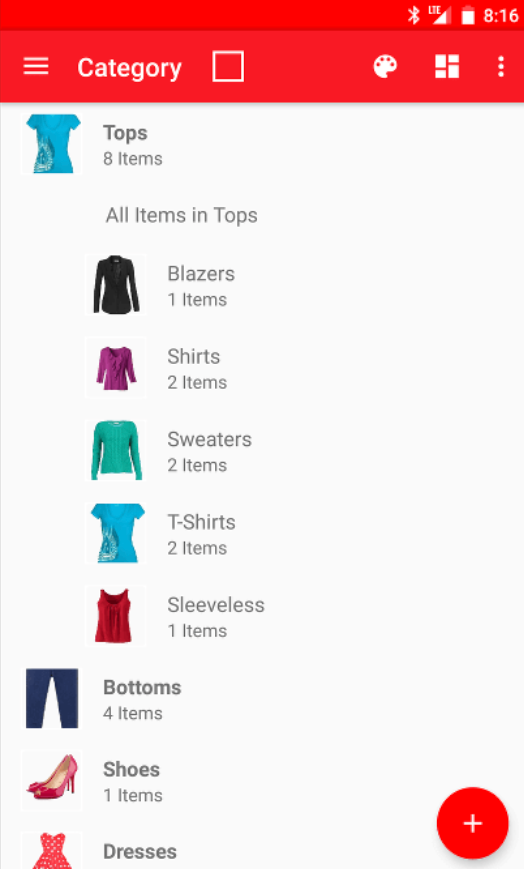 LTE 8:16
Category
Tops
8 Items
All Items in Tops
Blazers
1 Items
Shirts
2 Items
Sweaters
2 Items
T-Shirts
2 Items
Sleeveless
1 Items
Bottoms
4 Items
Shoes
1 Items
Dresses